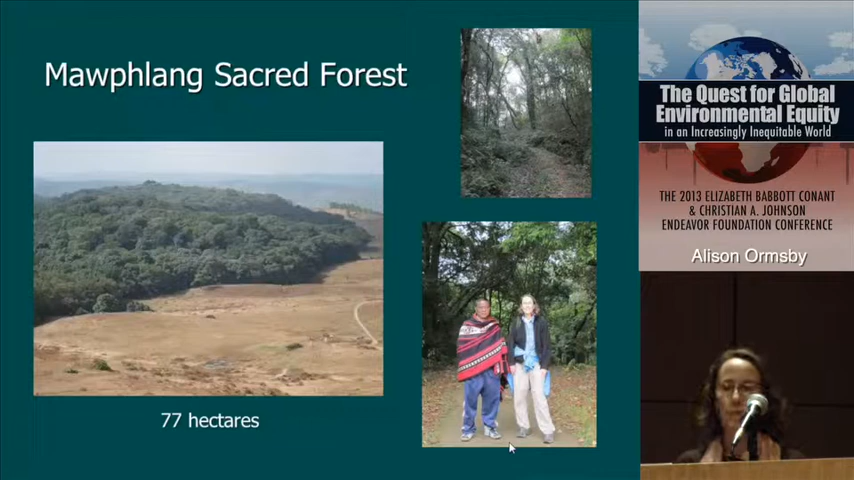 Mawphlang Sacred Forest
77 hectares
The Quest for Global
Environmental Equity
in an Increasingly Inequitable World
THE 2013 ELIZABETH BABBOTT CONANT
& CHRISTIAN A. JOHNSON
ENDEAVOR FOUNDATION CONFERENCE
Alison Ormsby